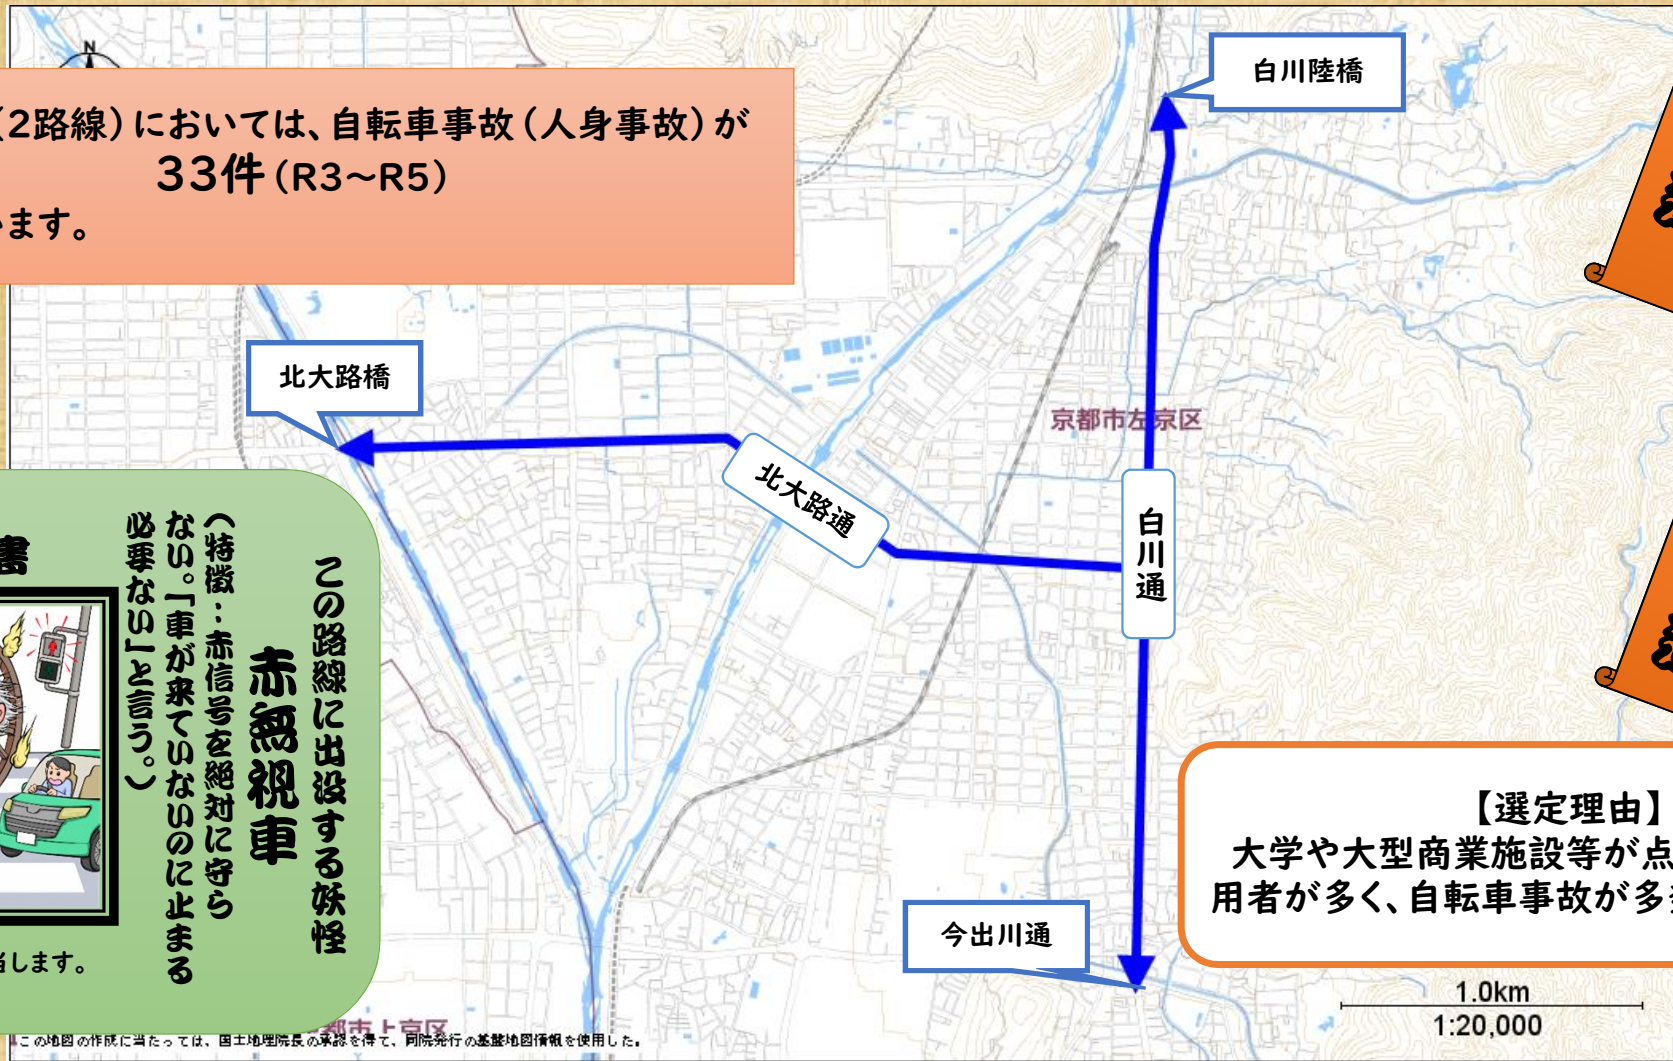 N
(2路線)においては、自転車事故(人身事故)が
33件(R3~R5)
います。
白川陸橋
北大路橋
京都市左京区
北大路通
白川通
この路線に出没する妖怪
赤無視車
(特徴:赤信号を絶対に守ら
ない。「車が来ていないのに止まる
必要ない」と言う。)
書
当します。
【選定理由】
大学や大型商業施設等が点
用者が多く、自転車事故が多
今出川通
1.0km
1:20,000
都市上京区
この地図の作成に当たっては、国土地理院長の承認を得て、同院発行の基盤地図情報を使用した。